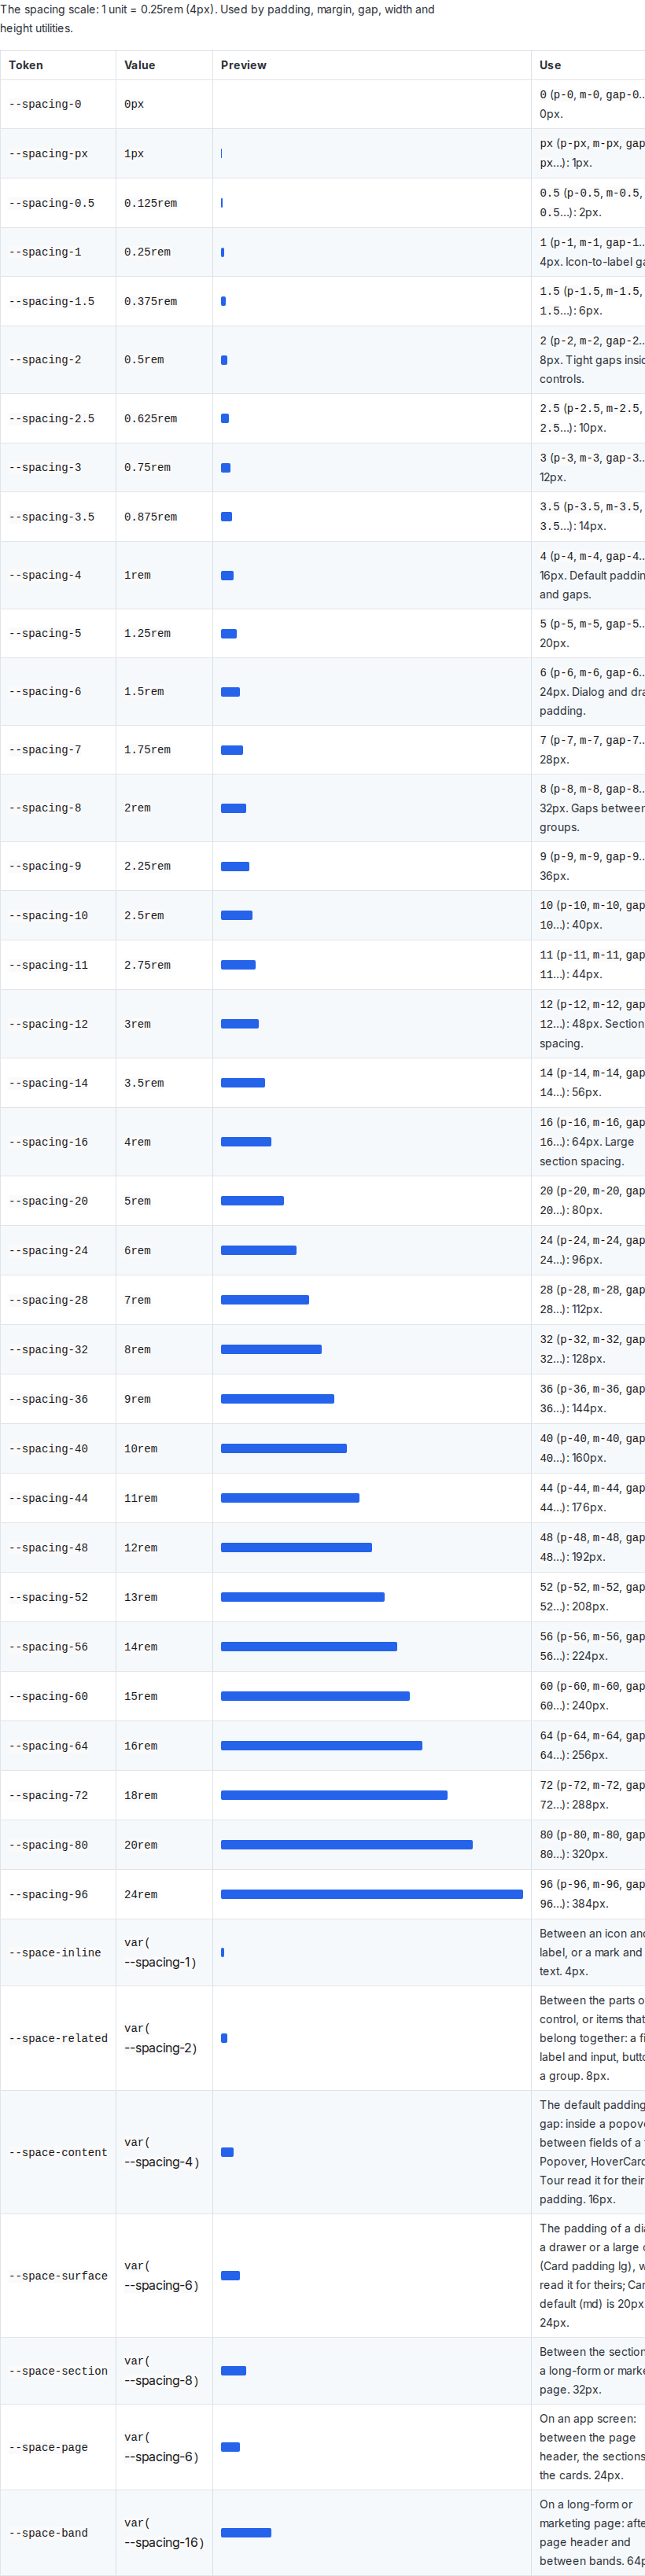 The spacing scale: 1 unit = 0.25rem (4px). Used by padding, margin, gap, width and
height utilities.
Token Value Preview Use
--spacing-0 0px 0 (p-0, m-0, gap-0..
0px.
--spacing-px 1px px (p-px, m-px, gap
px...): 1px.
--spacing-0.5 0.125rem 0.5 (p-0.5, m-0.5,
0.5...): 2px.
--spacing-1 0.25rem 1 (p-1, m-1, gap-1..
4px. Icon-to-label
--spacing-1.5 0.375rem 1.5 (p-1.5, m-1.5,
1.5...): 6px.
--spacing-2 0.5rem 2 (p-2, m-2, gap-2..
8px. Tight gaps
controls.
--spacing-2.5 0.625rem 2.5 (p-2.5, m-2.5,
2.5...): 10px.
--spacing-3 0.75rem 3 (p-3, m-3, gap-3..
12px.
--spacing-3.5 0.875rem 3.5 (p-3.5, m-3.5,
3.5...): 14px.
--spacing-4 1rem 4 (p-4, m-4, gap-4..
16px. Default
and gaps.
--spacing-5 1.25rem 5 (p-5, m-5, gap-5..
20px.
--spacing-6 1.5rem 6 (p-6, m-6, gap-6..
24px. Dialog and
padding.
--spacing-7 1.75rem 7 (p-7, m-7, gap-7..
28px.
--spacing-8 2rem 8 (p-8, m-8, gap-8..
32px. Gaps between
groups.
--spacing-9 2.25rem 9 (p-9, m-9, gap-9..
36px.
--spacing-10 2.5rem 10 (p-10, m-10, gap
10...): 40px.
--spacing-11 2.75rem 11 (p-11, m-11, gap
11...): 44px.
--spacing-12 3rem 12 (p-12, m-12, gap
12...): 48px. Section
spacing.
--spacing-14 3.5rem 14 (p-14, m-14, gap
14...): 56px.
--spacing-16 4rem 16 (p-16, m-16, gap
16...): 64px. Large
section spacing.
--spacing-20 5rem 20 (p-20, m-20, gap
20...): 80px.
--spacing-24 6rem 24 (p-24, m-24, gap
24...): 96px.
--spacing-28 7rem 28 (p-28, m-28, gap
28...): 112px.
--spacing-32 8rem 32 (p-32, m-32, gap
32...): 128px.
--spacing-36 9rem 36 (p-36, m-36, gap
36...): 144px.
--spacing-40 10rem 40 (p-40, m-40, gap
40...): 160px.
--spacing-44 11rem 44 (p-44, m-44, gap
44...): 176px.
--spacing-48 12rem 48 (p-48, m-48, gap
48...): 192px.
--spacing-52 13rem 52 (p-52, m-52, gap
52...): 208px.
--spacing-56 14rem 56 (p-56, m-56, gap
56...): 224px.
--spacing-60 15rem 60 (p-60, m-60, gap
60...): 240px.
--spacing-64 16rem 64 (p-64, m-64, gap
64...): 256px.
--spacing-72 18rem 72 (p-72, m-72, gap
72...): 288px.
--spacing-80 20rem 80 (p-80, m-80, gap
80...): 320px.
--spacing-96 24rem 96 (p-96, m-96, gap
96...): 384px.
--space-inline var(
--spacing-1) Between an icon
label, or a mark and
text. 4px.
--space-related var(
--spacing-2) Between the parts
control, or items that
belong together: a
label and input,
a group. 8px.
--space-content var(
--spacing-4) The default padding
gap: inside a
between fields of a
Popover, HoverCard
Tour read it for their
padding. 16px.
--space-surface var(
--spacing-6) The padding of a
a drawer or a large
(Card padding lg),
read it for theirs;
default (md) is 20px
24px.
--space-section var(
--spacing-8) Between the
a long-form or
page. 32px.
--space-page var(
--spacing-6) On an app screen:
between the page
header, the sections
the cards. 24px.
--space-band var(
--spacing-16) On a long-form or
marketing page:
page header and
between bands.